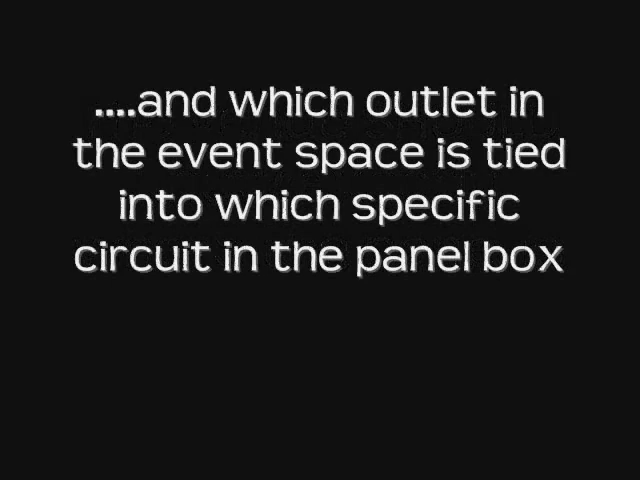 ....and which outlet in
the event space is tied
into which specific
circuit in the panel box